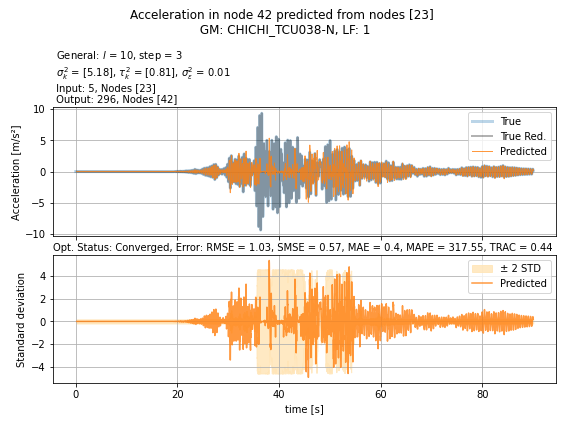 Acceleration in node 42 predicted from nodes [23]
GM: CHICHI_TCU038-N, LF: 1
General: l = 10, step = 3
σ²ₖ = [5.18], τ²ₖ = [0.81], σ²ε = 0.01
Input: 5, Nodes [23]
Output: 296, Nodes [42]
10
5
0
−5
−10
Acceleration [m/s²]
True
True Red.
Predicted
Opt. Status: Converged, Error: RMSE = 1.03, SMSE = 0.57, MAE = 0.4, MAPE = 317.55, TRAC = 0.44
4
2
0
−2
−4
Standard deviation
± 2 STD
Predicted
0 20 40 60 80
time [s]